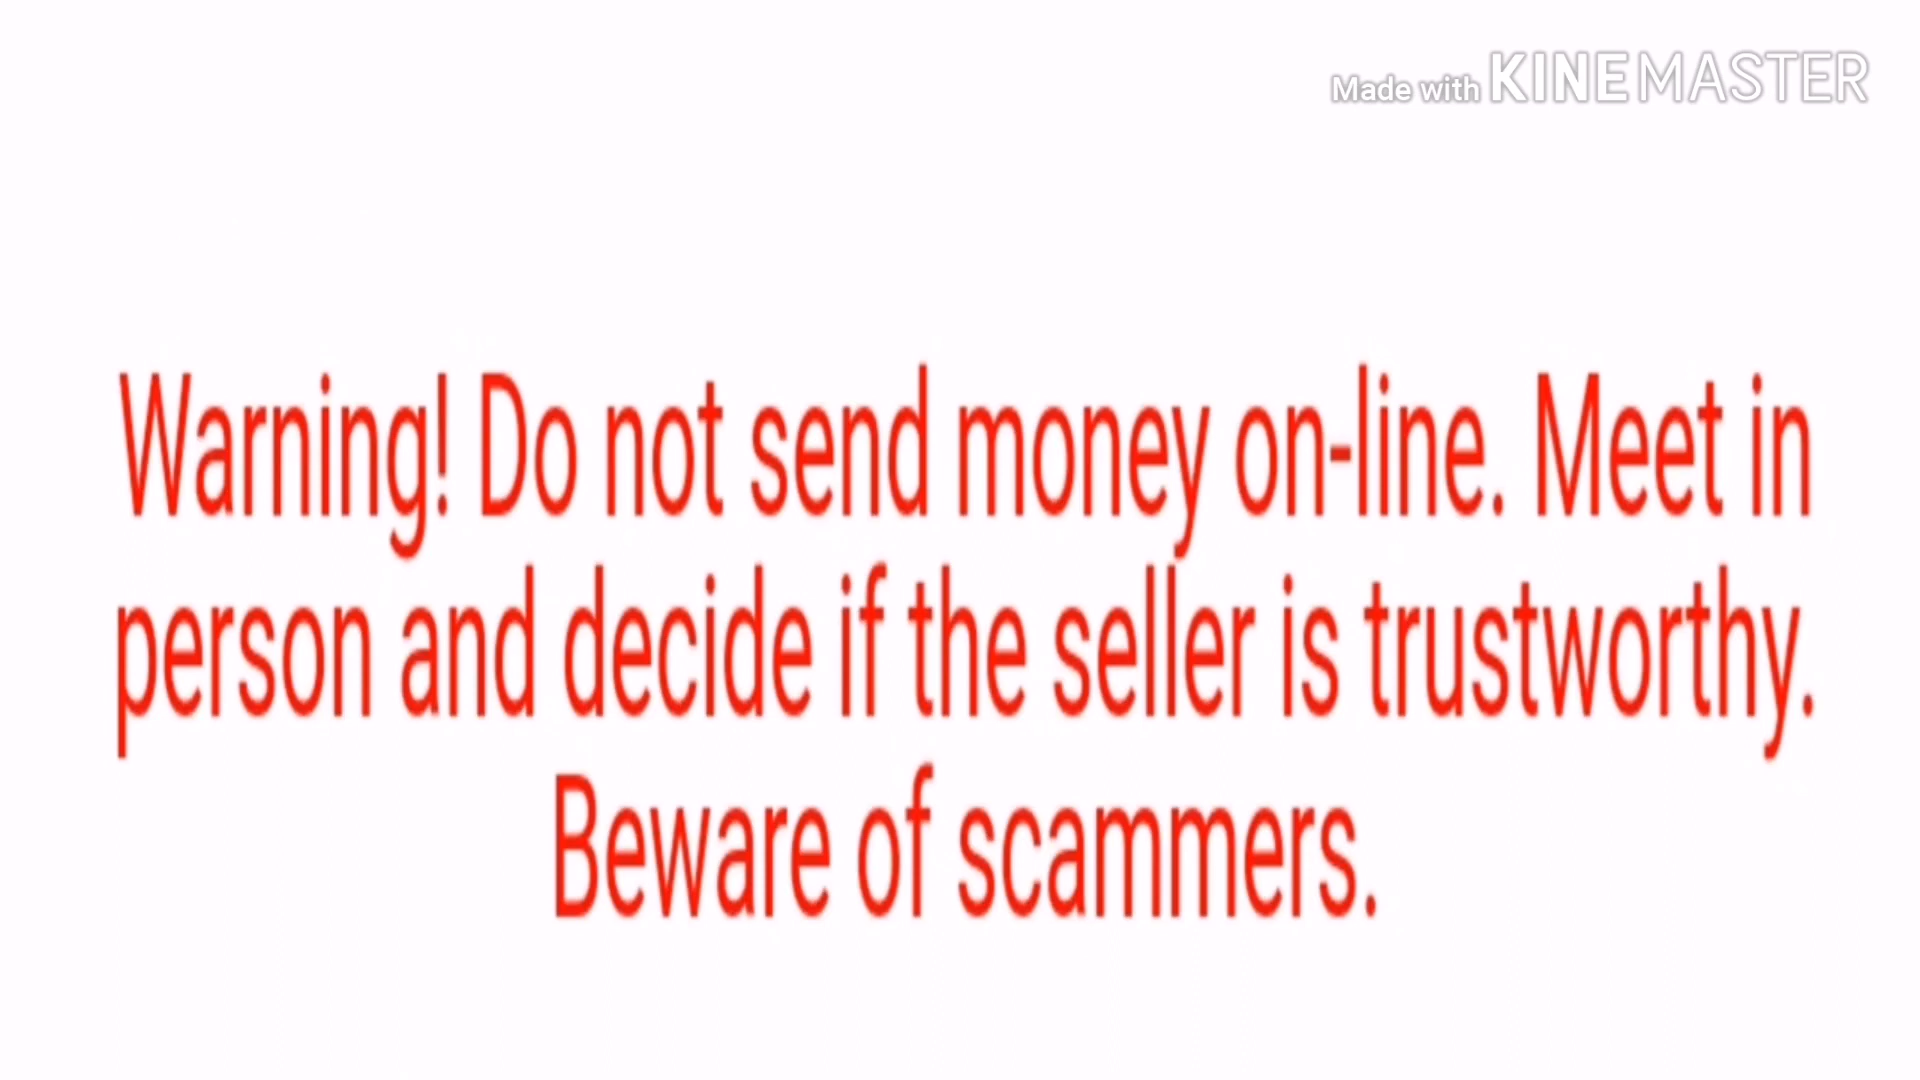 Made with KINEMASTER
Warning! Do not send money on-line. Meet in
person and decide if the seller is trustworthy.
Beware of scammers.